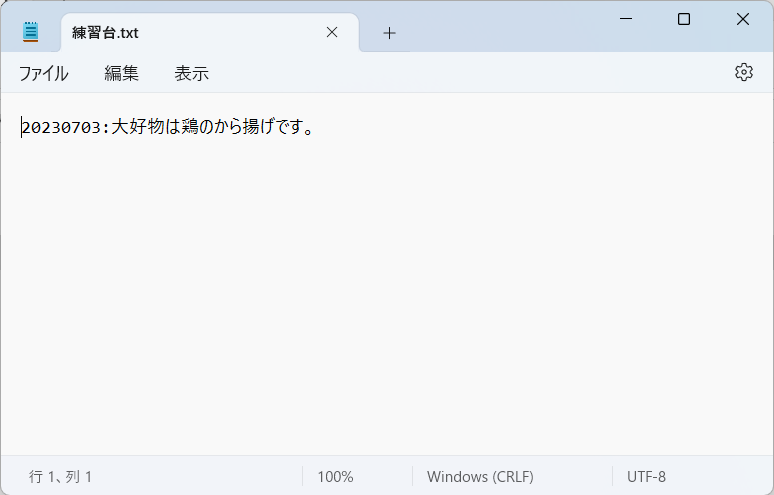 練習台.txt
ファイル 編集 表示
20230703:大好物は鶏のから揚げです。
行 1、列 1 100% Windows (CRLF) UTF-8